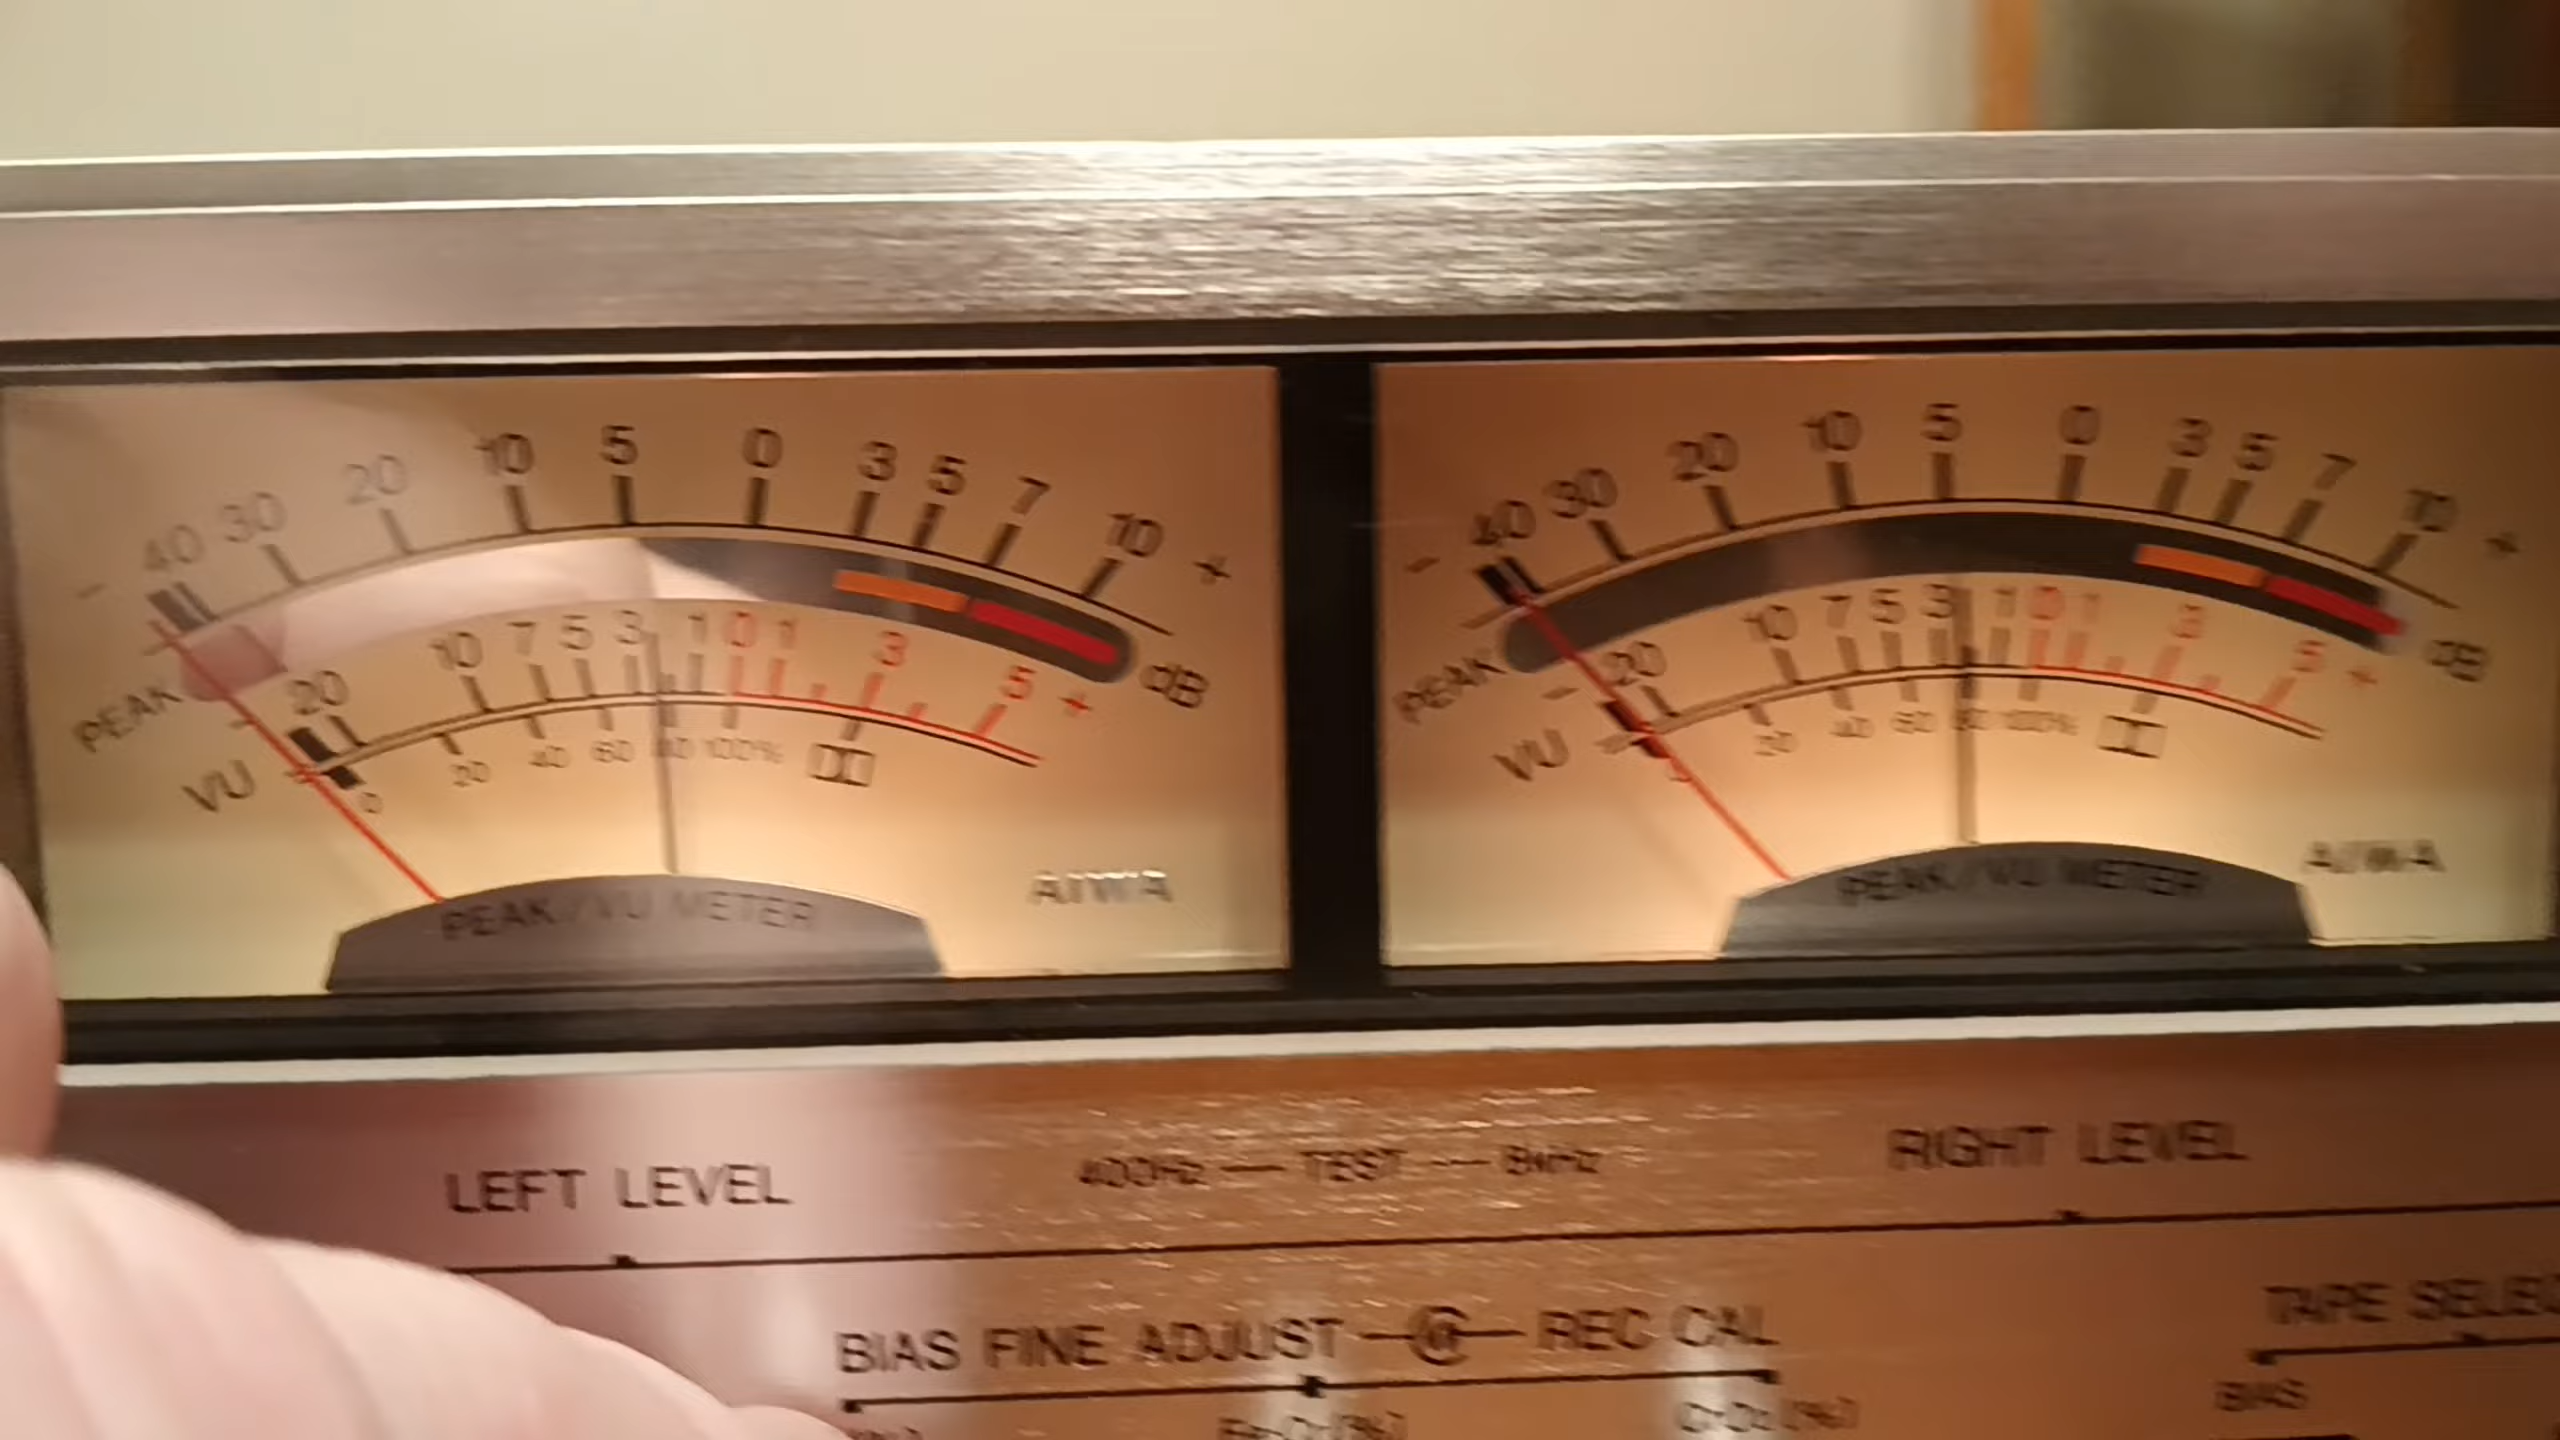 - 40 30 20 10 5 0 3 5 7 10 +
PEAK dB
- 20 10 7 5 3 1 0 1 3 5 +
VU
0 20 40 60 80 100%
AIWA
PEAK/VU METER
- 40 30 20 10 5 0 3 5 7 10 +
PEAK dB
- 20 10 7 5 3 1 0 1 3 5 +
VU
20 40 60 80 100%
AIWA
PEAK/VU METER
LEFT LEVEL
400Hz — TEST --- 8kHz
RIGHT LEVEL
BIAS FINE ADJUST
REC CAL
TAPE
BIAS